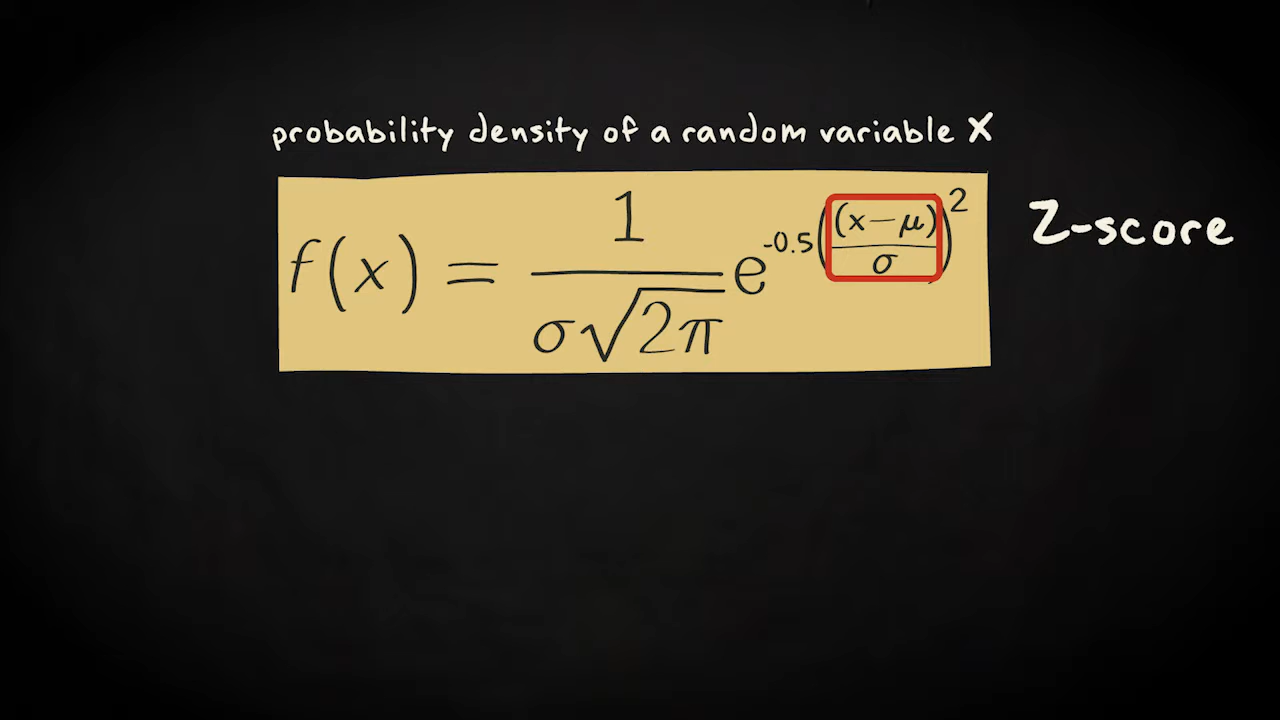 probability density of a random variable X
f(x) = 1/(σ√2π) e^(-0.5((x−μ)/σ)^2)
Z-score